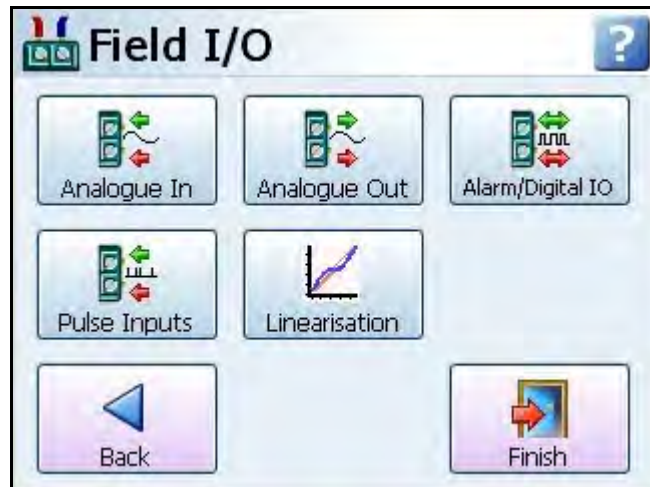 Field I/O
?
Analogue In
Analogue Out
Alarm/Digital IO
Pulse Inputs
Linearisation
Back
Finish